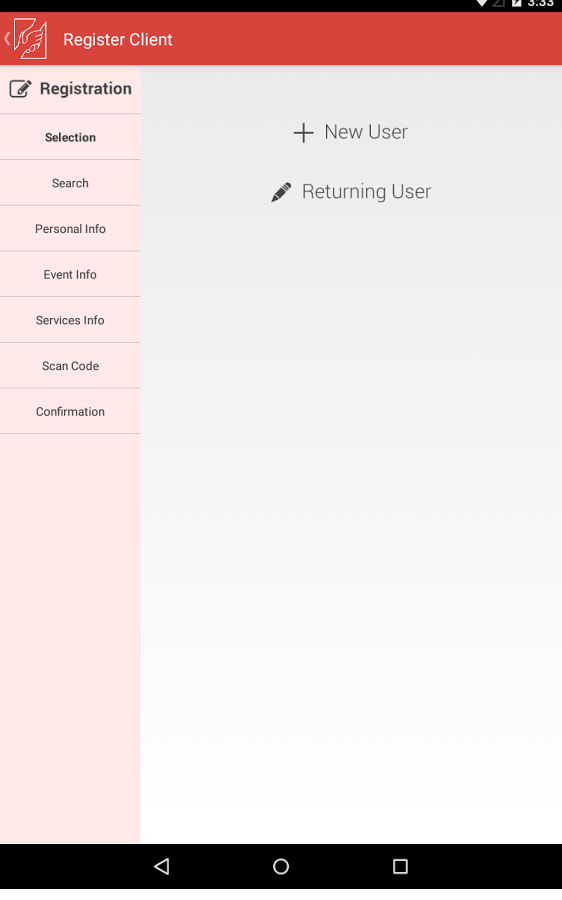 3:33
Register Client
Registration
Selection
Search
Personal Info
Event Info
Services Info
Scan Code
Confirmation
New User
Returning User